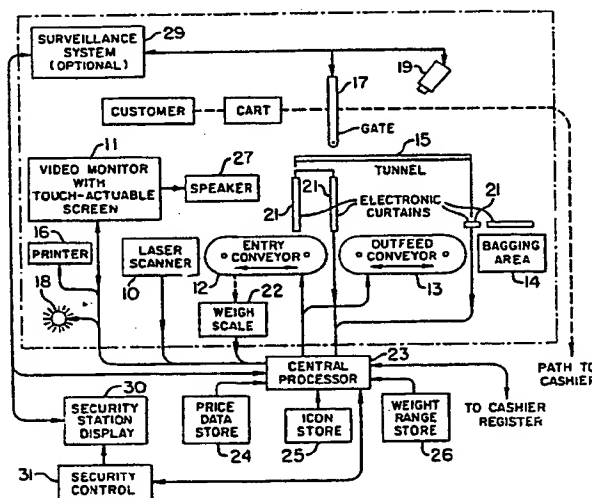 SURVEILLANCE
SYSTEM
(OPTIONAL)
29
17
19
CUSTOMER
CART
GATE
11
15
VIDEO MONITOR
WITH
TOUCH-ACTUABLE
SCREEN
27
SPEAKER
TUNNEL
21
21
ELECTRONIC
CURTAINS
21
16
PRINTER
LASER
SCANNER
10
ENTRY
CONVEYOR
12
OUTFEED
CONVEYOR
13
BAGGING
AREA
14
18
22
WEIGH
SCALE
23
CENTRAL
PROCESSOR
PATH TO
CASHIER
30
SECURITY
STATION
DISPLAY
PRICE
DATA
STORE
24
ICON
STORE
25
WEIGHT
RANGE
STORE
26
TO CASHIER
REGISTER
31
SECURITY
CONTROL